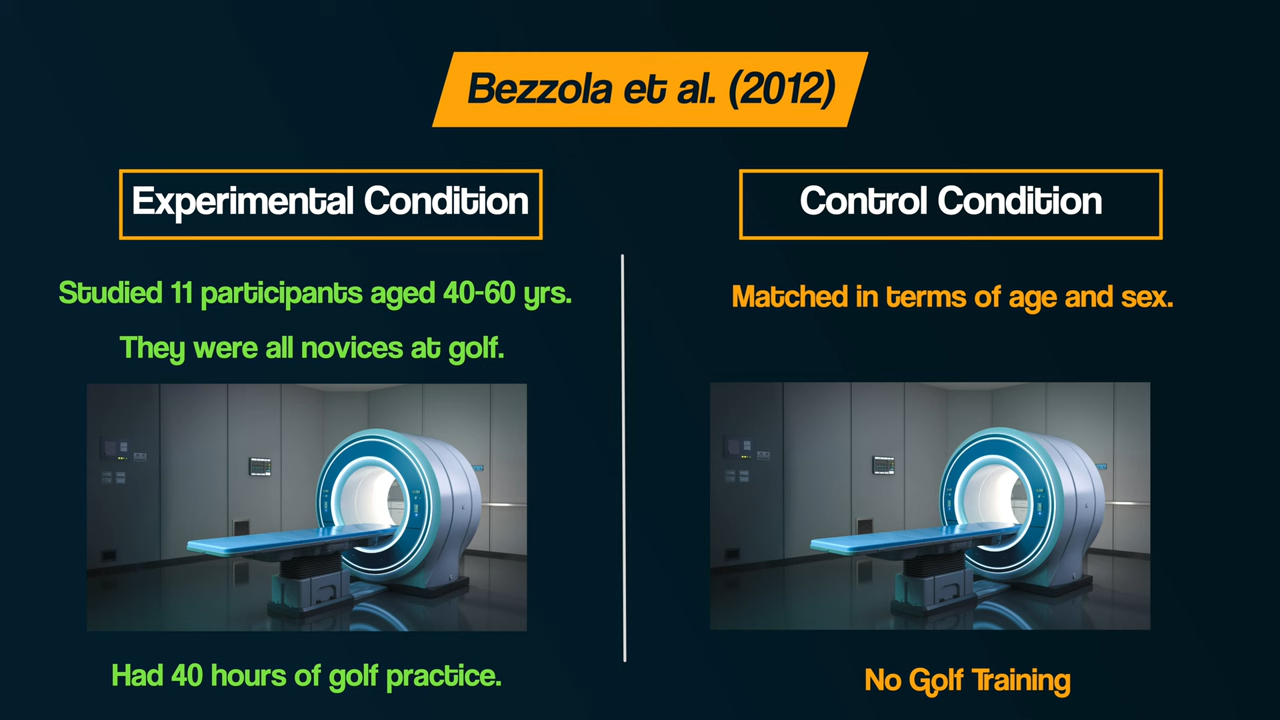 Bezzola et al. (2012)
Experimental Condition
Studied 11 participants aged 40-60 yrs.
They were all novices at golf.
Had 40 hours of golf practice.
Control Condition
Matched in terms of age and sex.
No Golf Training